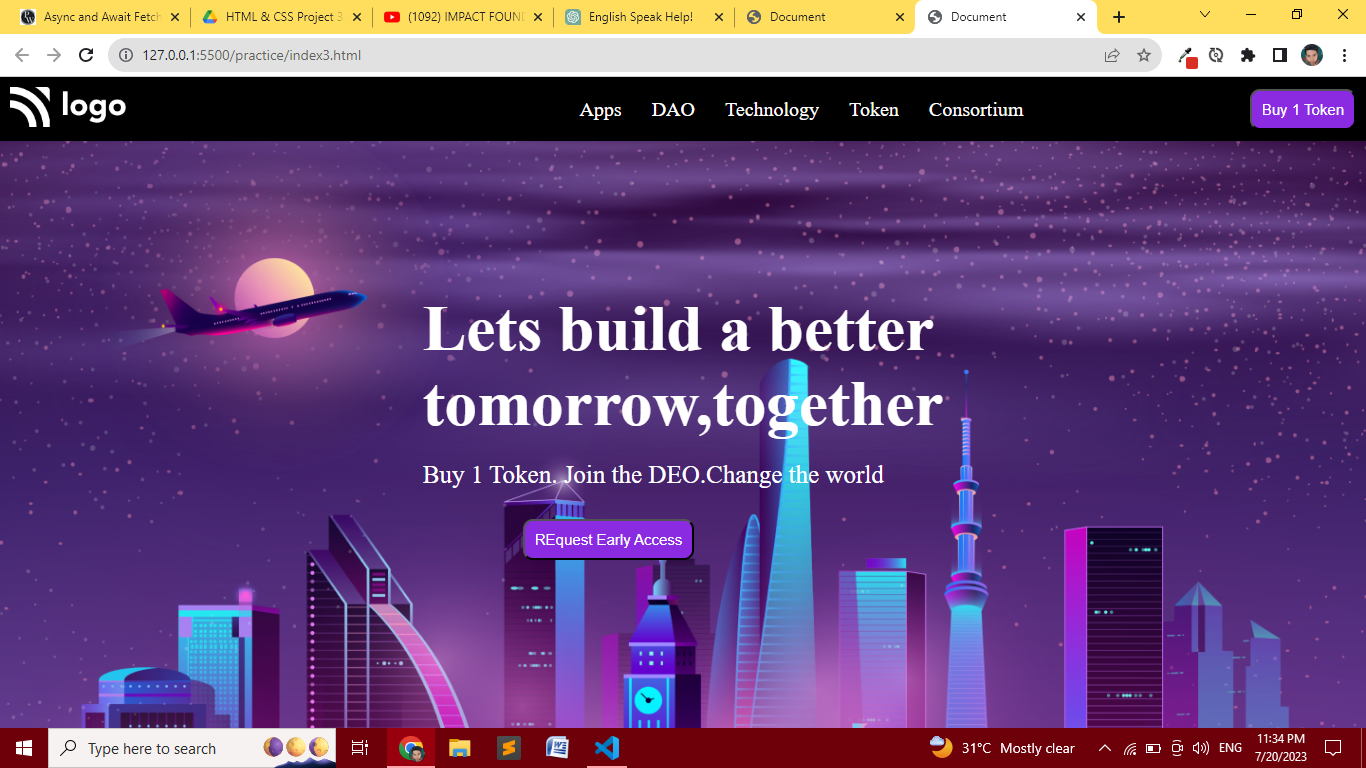 Async and Await Fetch
HTML & CSS Project 3
(1092) IMPACT FOUND
English Speak Help!
Document
Document
127.0.0.1:5500/practice/index3.html
logo
Apps
DAO
Technology
Token
Consortium
Buy 1 Token
Lets build a better
tomorrow,together
Buy 1 Token. Join the DEO.Change the world
REquest Early Access
Type here to search
31°C Mostly clear
ENG
11:34 PM
7/20/2023